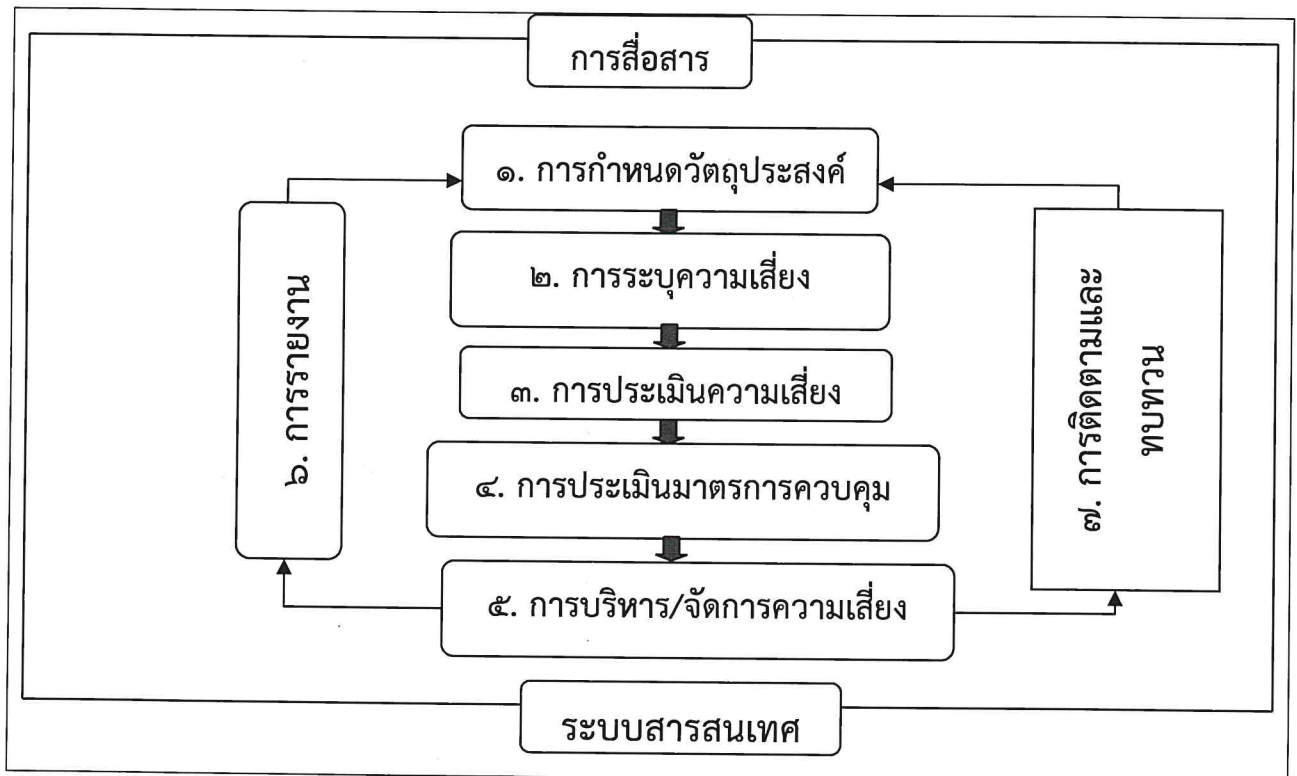 การสื่อสาร
๑. การกำหนดวัตถุประสงค์
๒. การระบุความเสี่ยง
๓. การประเมินความเสี่ยง
๔. การประเมินมาตรการควบคุม
๕. การบริหาร/จัดการความเสี่ยง
๖. การรายงาน
๗. การติดตามและ
ทบทวน
ระบบสารสนเทศ